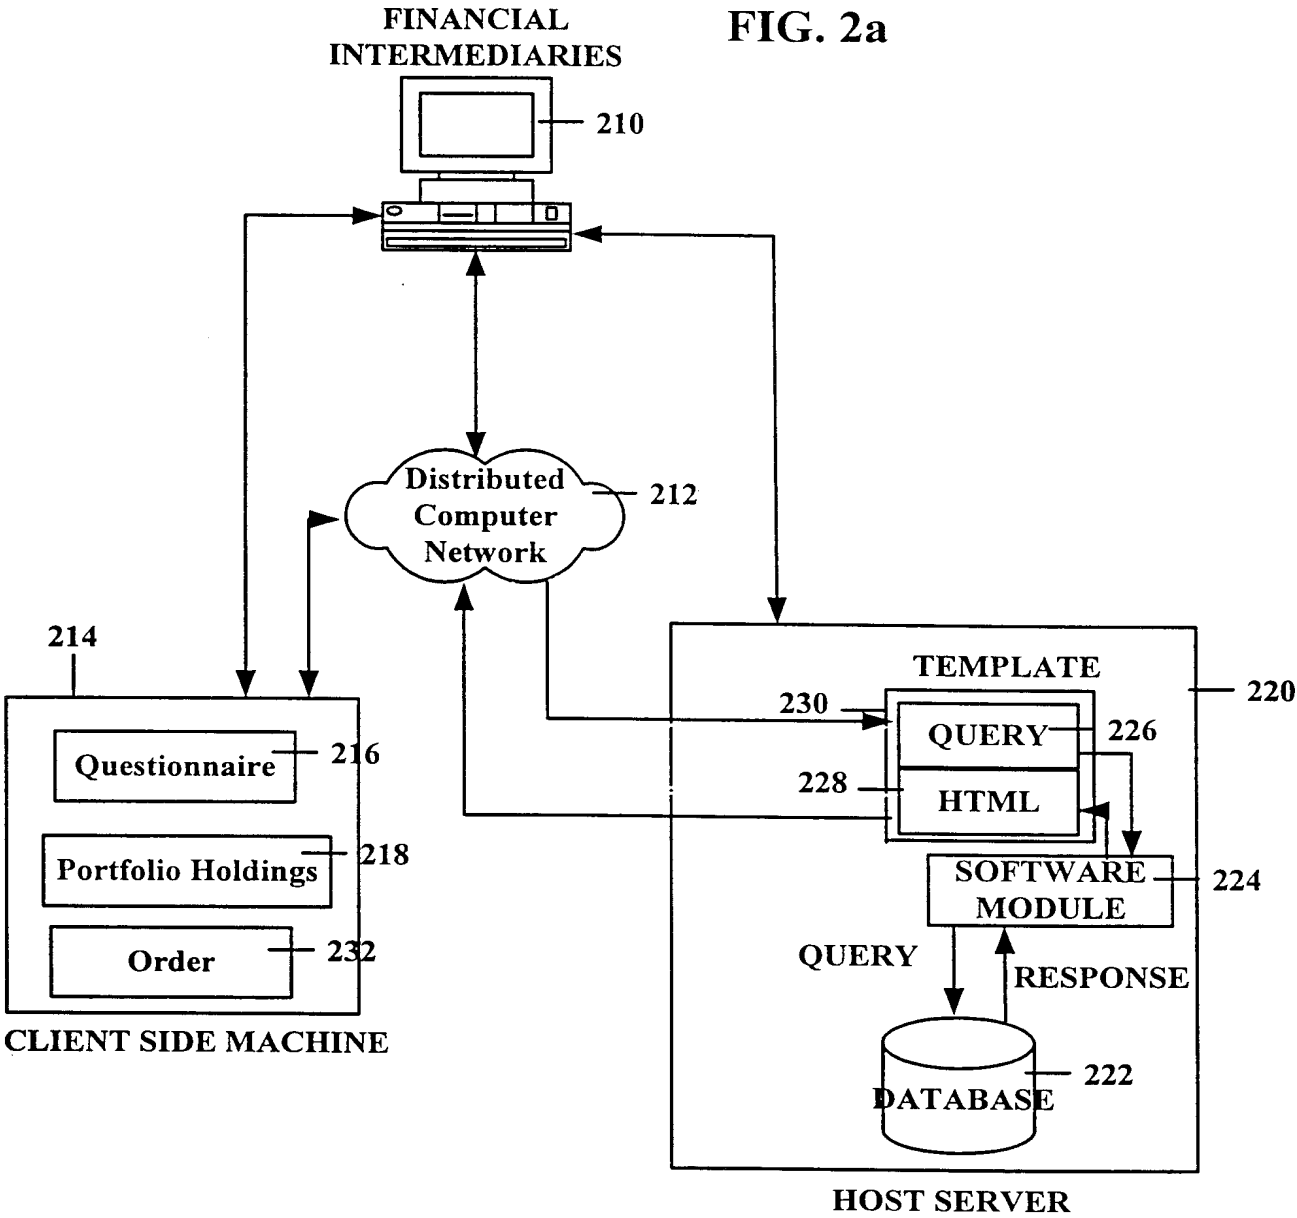 FINANCIAL
INTERMEDIARIES
FIG. 2a
210
Distributed
Computer
Network
212
214
Questionnaire
216
Portfolio Holdings
218
Order
232
CLIENT SIDE MACHINE
TEMPLATE
220
230
QUERY
226
228
HTML
SOFTWARE
MODULE
224
QUERY
RESPONSE
DATABASE
222
HOST SERVER